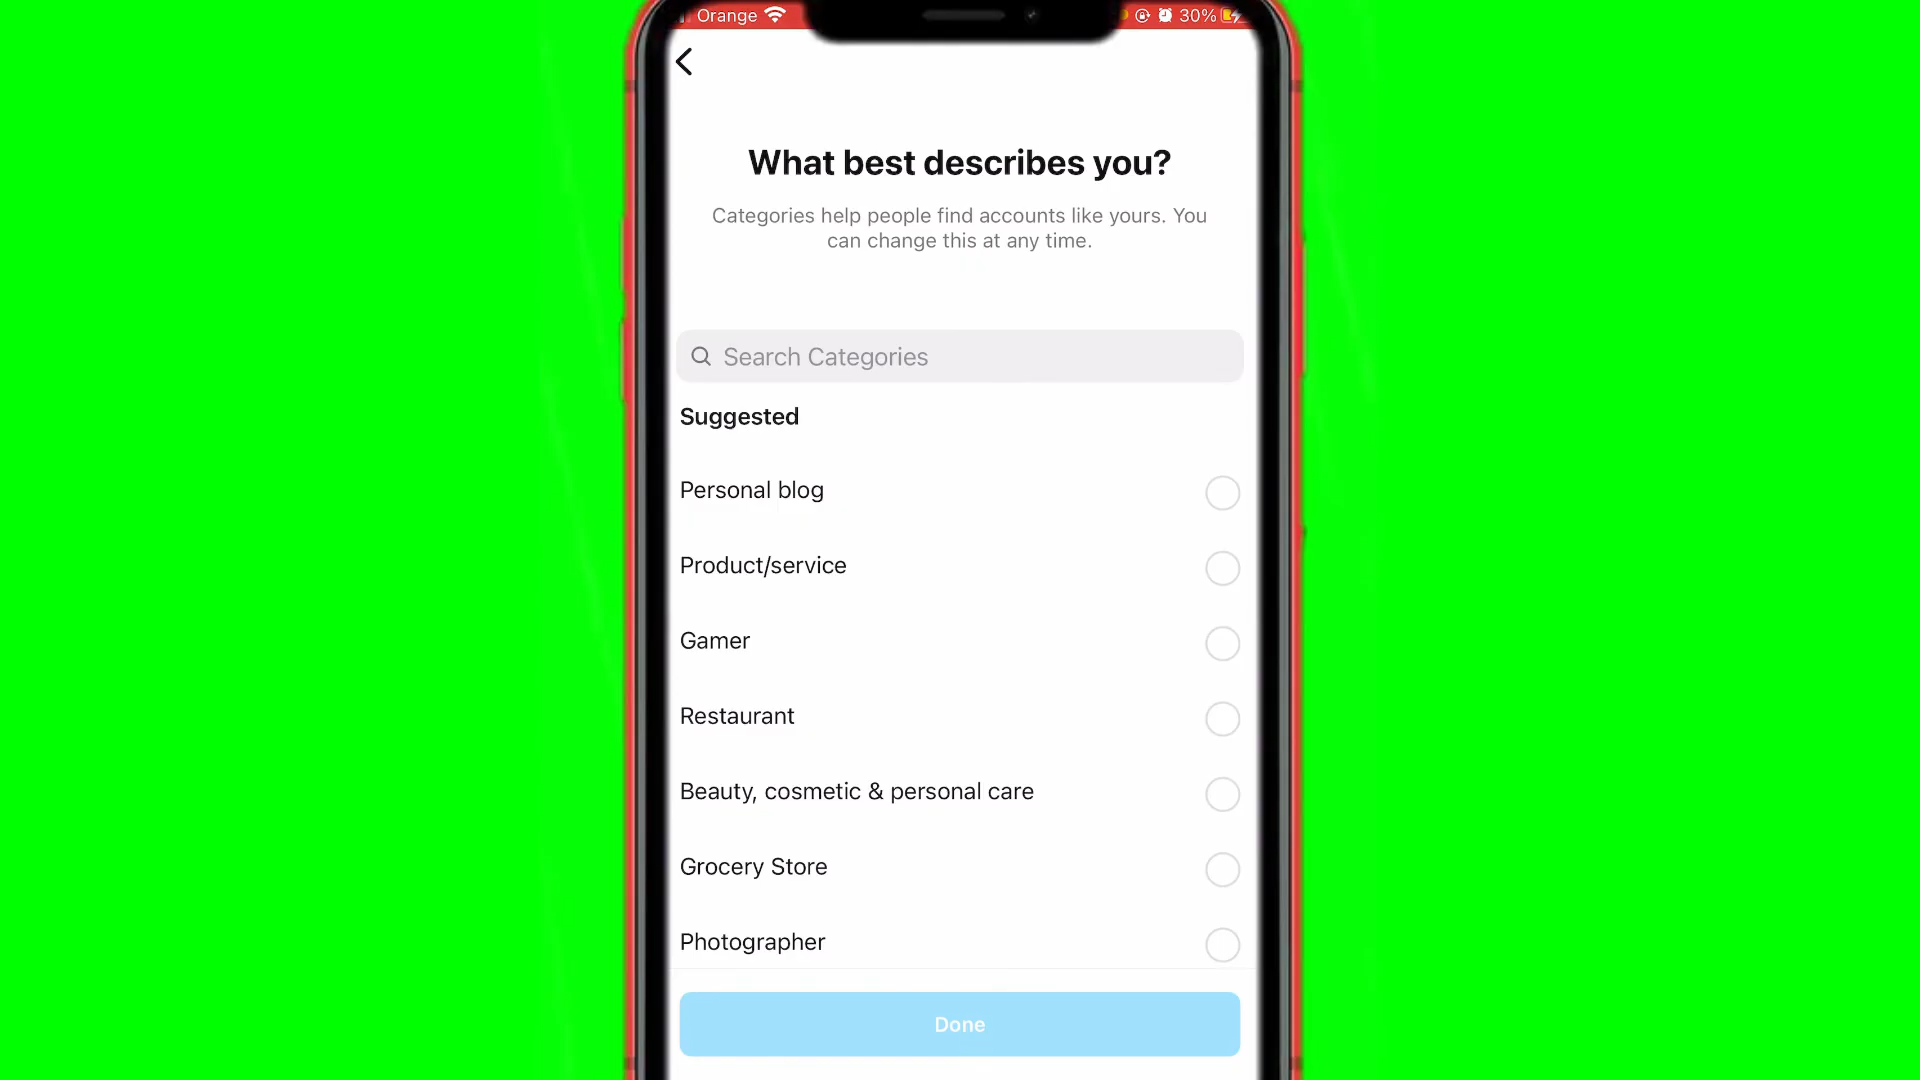 Orange 30%
What best describes you?
Categories help people find accounts like yours. You
can change this at any time.
Search Categories
Suggested
Personal blog
Product/service
Gamer
Restaurant
Beauty, cosmetic & personal care
Grocery Store
Photographer
Done